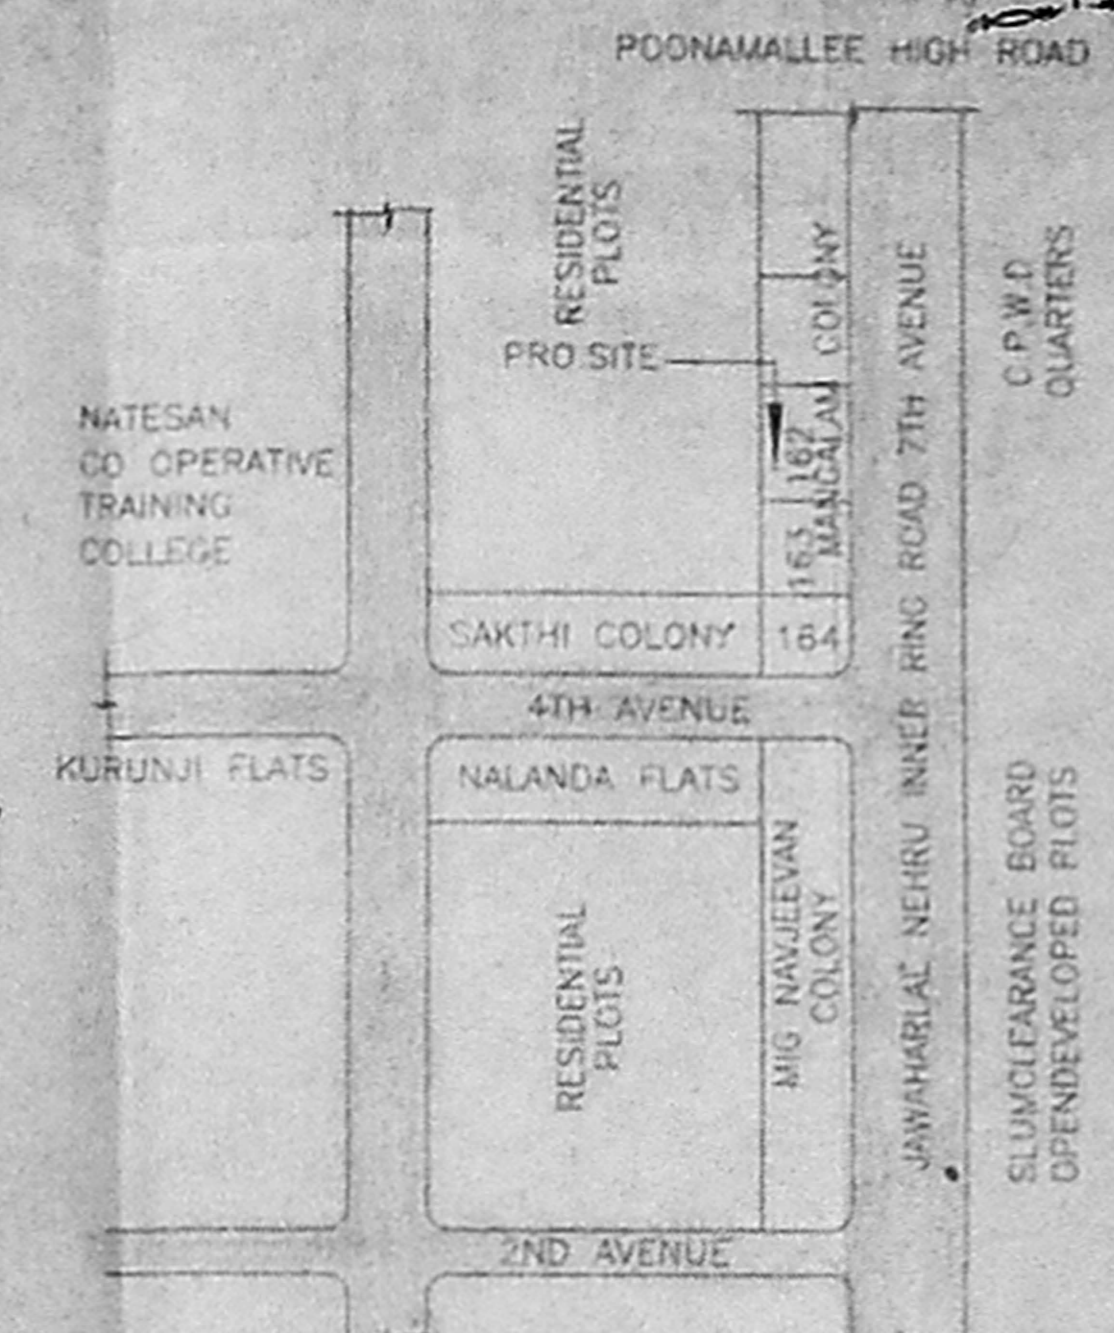 POONAMALLEE HIGH ROAD
RESIDENTIAL
PLOTS
PRO.SITE
COLONY
MANGALAM
162
163
164
JAWAHARLAL NEHRU INNER RING ROAD 7TH AVENUE
C.P.W.D
QUARTERS
NATESAN
CO OPERATIVE
TRAINING
COLLEGE
SAKTHI COLONY
4TH AVENUE
KURUNJI FLATS
NALANDA FLATS
RESIDENTIAL
PLOTS
MIG NAVJEEVAN
COLONY
SLUMCLEARANCE BOARD
OPENDEVELOPED PLOTS
2ND AVENUE